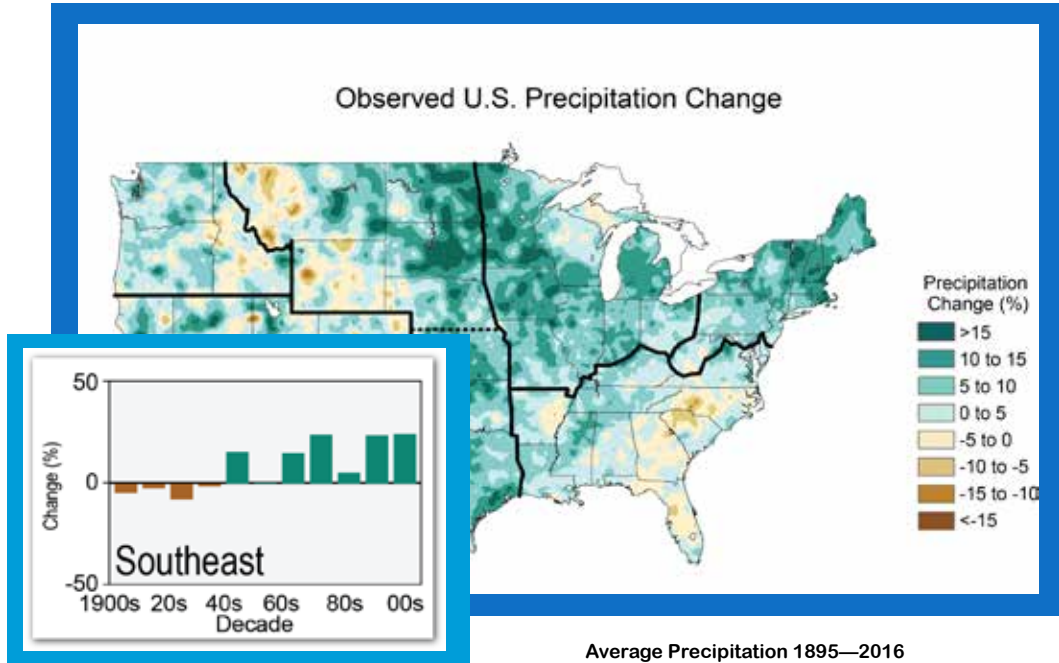 Observed U.S. Precipitation Change
Precipitation
Change (%)
>15
10 to 15
5 to 10
0 to 5
-5 to 0
-10 to -5
-15 to -10
<-15
50
0
-50
Change (%)
Southeast
1900s 20s 40s 60s 80s 00s
Decade
Average Precipitation 1895—2016